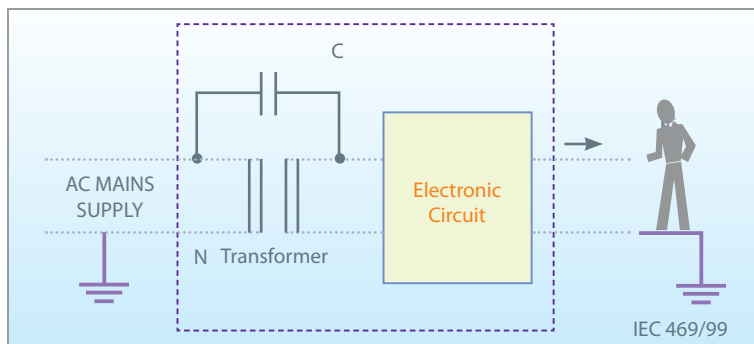 C
AC MAINS
SUPPLY
Electronic
Circuit
N Transformer
IEC 469/99